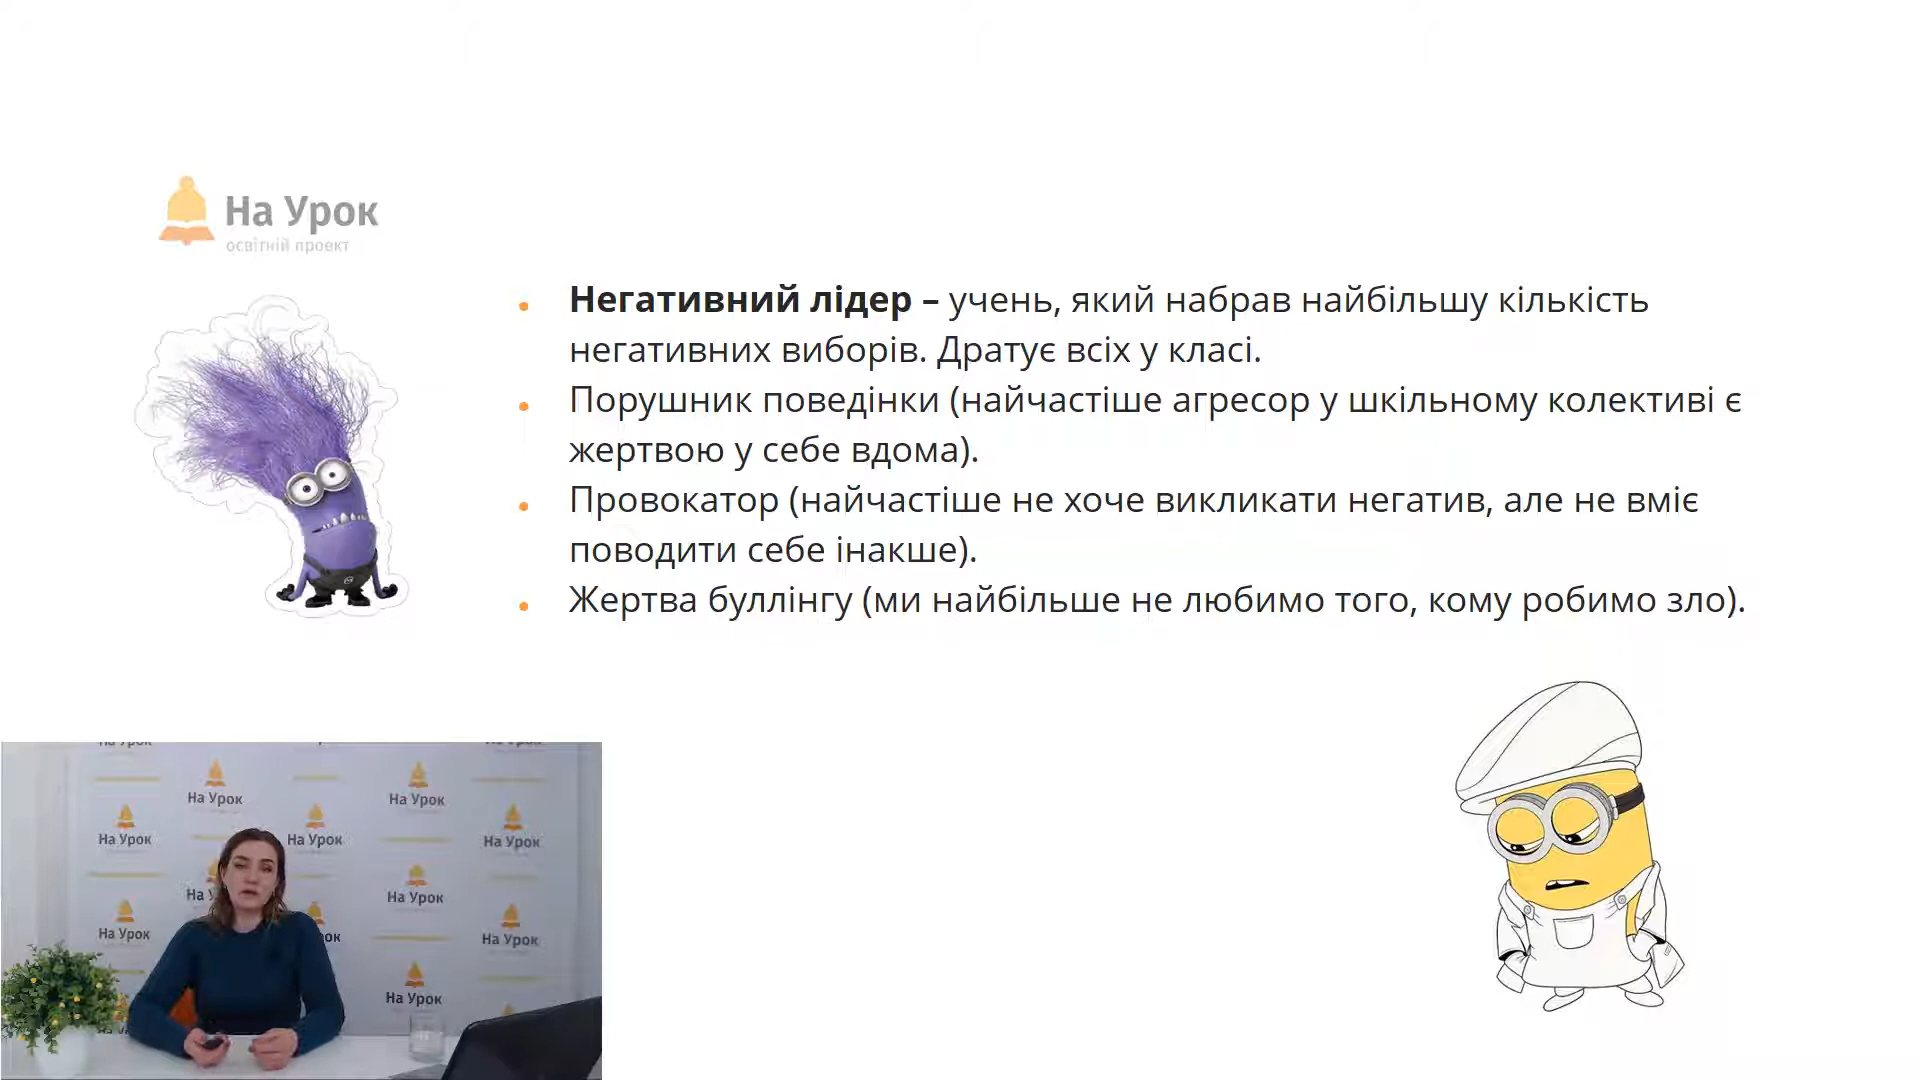 На Урок
освітній проект
Негативний лідер – учень, який набрав найбільшу кількість
негативних виборів. Дратує всіх у класі.
Порушник поведінки (найчастіше агресор у шкільному колективі є
жертвою у себе вдома).
Провокатор (найчастіше не хоче викликати негатив, але не вміє
поводити себе інакше).
Жертва буллінгу (ми найбільше не любимо того, кому робимо зло).
На Урок
На Урок
На Урок
На Урок
На Урок
На Урок
На Урок
На Урок
На Урок